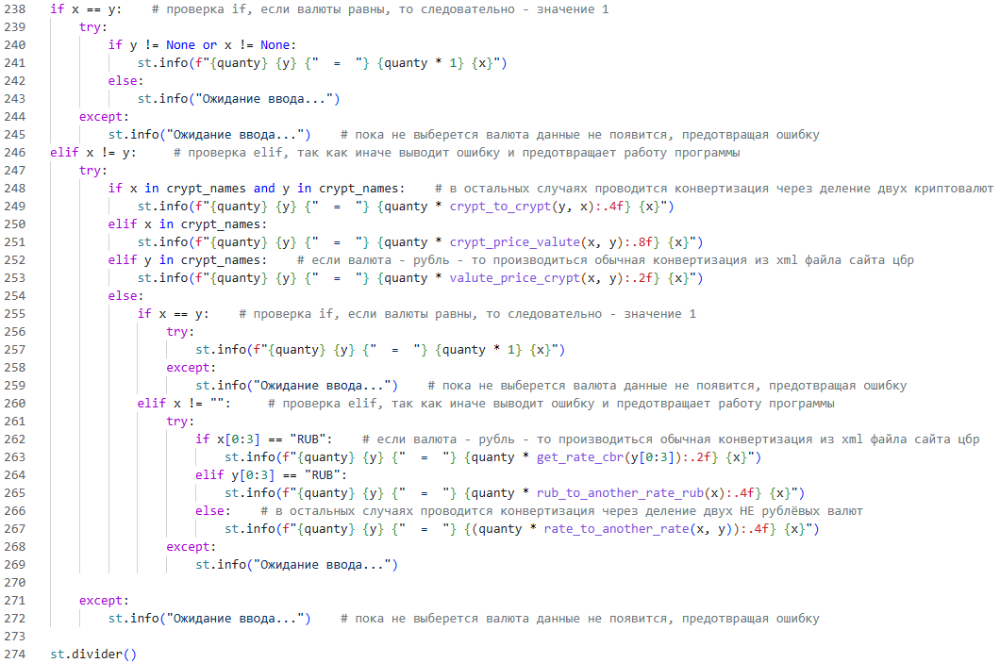 238 if x == y:    # проверка if, если валюты равны, то следовательно - значение 1
239     try:
240         if y != None or x != None:
241             st.info(f"{quanty} {y} {"  =  "} {quanty * 1} {x}")
242         else:
243             st.info("Ожидание ввода...")
244     except:
245         st.info("Ожидание ввода...")    # пока не выберется валюта данные не появится, предотвращая ошибку
246 elif x != y:     # проверка elif, так как иначе выводит ошибку и предотвращает работу программы
247     try:
248         if x in crypt_names and y in crypt_names:    # в остальных случаях проводится конвертизация через деление двух криптовалют
249             st.info(f"{quanty} {y} {"  =  "} {quanty * crypt_to_crypt(y, x):.4f} {x}")
250         elif x in crypt_names:
251             st.info(f"{quanty} {y} {"  =  "} {quanty * crypt_price_valute(x, y):.8f} {x}")
252         elif y in crypt_names:    # если валюта - рубль - то производиться обычная конвертизация из xml файла сайта цбр
253             st.info(f"{quanty} {y} {"  =  "} {quanty * valute_price_crypt(x, y):.2f} {x}")
254         else:
255             if x == y:    # проверка if, если валюты равны, то следовательно - значение 1
256                 try:
257                     st.info(f"{quanty} {y} {"  =  "} {quanty * 1} {x}")
258                 except:
259                     st.info("Ожидание ввода...")    # пока не выберется валюта данные не появится, предотвращая ошибку
260             elif x != "":     # проверка elif, так как иначе выводит ошибку и предотвращает работу программы
261                 try:
262                     if x[0:3] == "RUB":    # если валюта - рубль - то производиться обычная конвертизация из xml файла сайта цбр
263                         st.info(f"{quanty} {y} {"  =  "} {quanty * get_rate_cbr(y[0:3]):.2f} {x}")
264                     elif y[0:3] == "RUB":
265                         st.info(f"{quanty} {y} {"  =  "} {quanty * rub_to_another_rate_rub(x):.4f} {x}")
266                     else:    # в остальных случаях проводится конвертизация через деление двух НЕ рублёвых валют
267                         st.info(f"{quanty} {y} {"  =  "} {(quanty * rate_to_another_rate(x, y)):.4f} {x}")
268                 except:
269                     st.info("Ожидание ввода...")
270
271     except:
272         st.info("Ожидание ввода...")    # пока не выберется валюта данные не появится, предотвращая ошибку
273
274 st.divider()